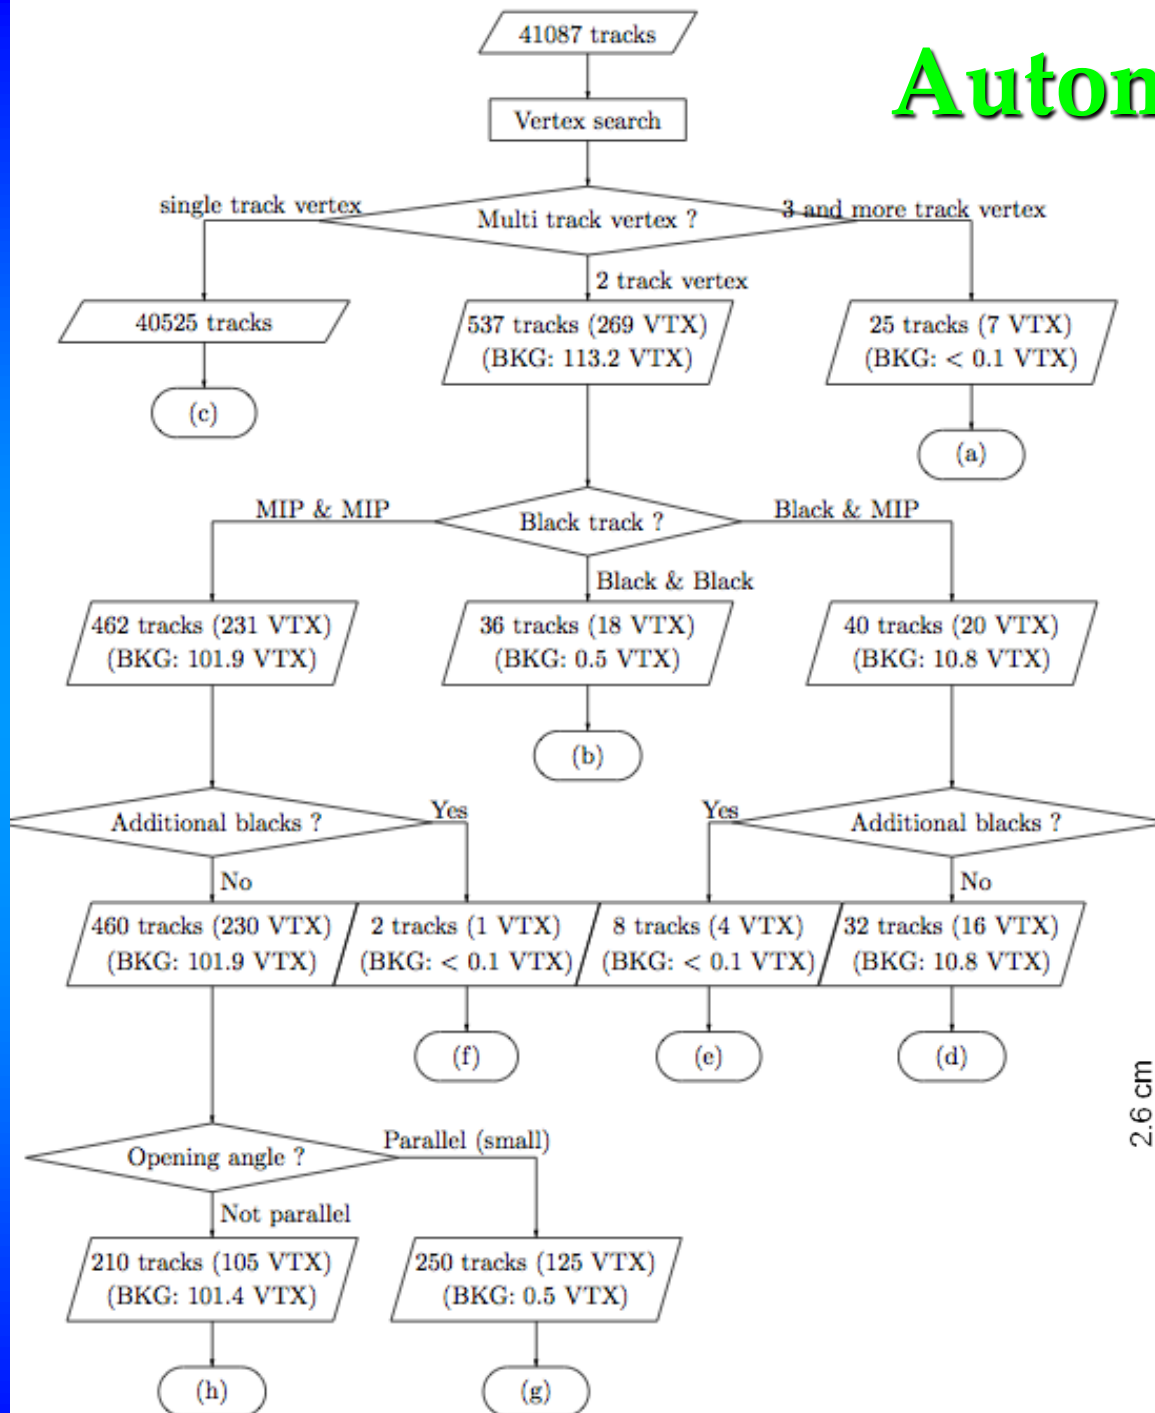 41087 tracks
Autom
Vertex search
single track vertex
Multi track vertex ?
3 and more track vertex
2 track vertex
40525 tracks
537 tracks (269 VTX)
(BKG: 113.2 VTX)
25 tracks (7 VTX)
(BKG: < 0.1 VTX)
(c)
(a)
MIP & MIP
Black track ?
Black & MIP
Black & Black
462 tracks (231 VTX)
(BKG: 101.9 VTX)
36 tracks (18 VTX)
(BKG: 0.5 VTX)
40 tracks (20 VTX)
(BKG: 10.8 VTX)
(b)
Additional blacks ?
Yes
Yes
Additional blacks ?
No
No
460 tracks (230 VTX)
(BKG: 101.9 VTX)
2 tracks (1 VTX)
(BKG: < 0.1 VTX)
8 tracks (4 VTX)
(BKG: < 0.1 VTX)
32 tracks (16 VTX)
(BKG: 10.8 VTX)
(f)
(e)
(d)
2.6 cm
Opening angle ?
Parallel (small)
Not parallel
210 tracks (105 VTX)
(BKG: 101.4 VTX)
250 tracks (125 VTX)
(BKG: 0.5 VTX)
(h)
(g)